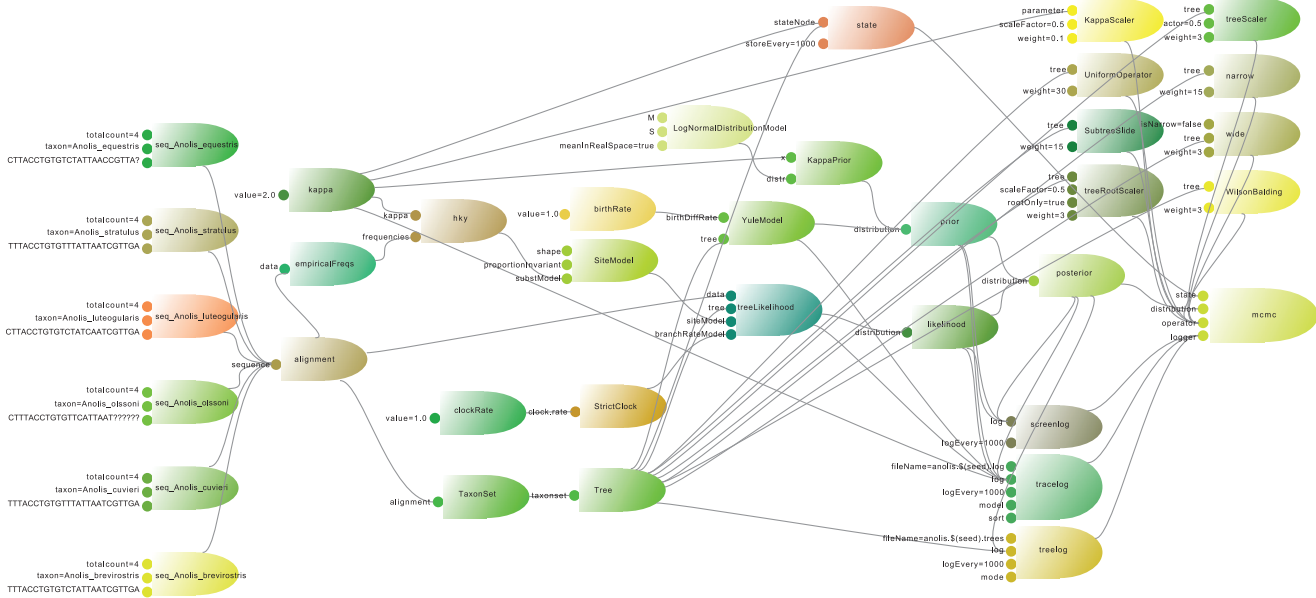 totalcount=4
taxon=Anolis_equestris
CTTACCTGTGTCTATTAACCGTTA?
seq_Anolis_equestris
totalcount=4
taxon=Anolis_stratulus
TTTACCTGTGTTTATTAATCGTTGA
seq_Anolis_stratulus
totalcount=4
taxon=Anolis_luteogularis
CTTACCTGTGTCTATCAATCGTTGA
seq_Anolis_luteogularis
totalcount=4
taxon=Anolis_olssoni
CTTTACCTGTGTTCATTAAT??????
seq_Anolis_olssoni
totalcount=4
taxon=Anolis_cuvieri
TTTACCTGTGTTTATTAATCGTTGA
seq_Anolis_cuvieri
totalcount=4
taxon=Anolis_brevirostris
TTTACCTGTGTCTATTAATCGTTGA
seq_Anolis_brevirostris
value=2.0
kappa
data
empiricalFreqs
sequence
alignment
kappa
frequencies
hky
value=1.0
clockRate
alignment
TaxonSet
value=1.0
birthRate
shape
proportionInvariant
substModel
SiteModel
clock.rate
StrictClock
taxonset
Tree
M
S
meanInRealSpace=true
LogNormalDistributionModel
birthDiffRate
tree
YuleModel
data
tree
siteModel
branchRateModel
treeLikelihood
stateNode
storeEvery=1000
state
x
distr
KappaPrior
distribution
prior
distribution
likelihood
distribution
posterior
log
logEvery=1000
screenlog
fileName=anolis.$(seed).log
log
logEvery=1000
model
sort
tracelog
fileName=anolis.$(seed).trees
log
logEvery=1000
mode
treelog
parameter
scaleFactor=0.5
weight=0.1
KappaScaler
tree
weight=30
UniformOperator
tree
weight=15
SubtreeSlide
tree
scaleFactor=0.5
rootOnly=true
weight=3
treeRootScaler
tree
actor=0.5
weight=3
treeScaler
tree
weight=15
narrow
isNarrow=false
tree
weight=3
wide
tree
weight=3
WilsonBalding
state
distribution
operator
logger
mcmc